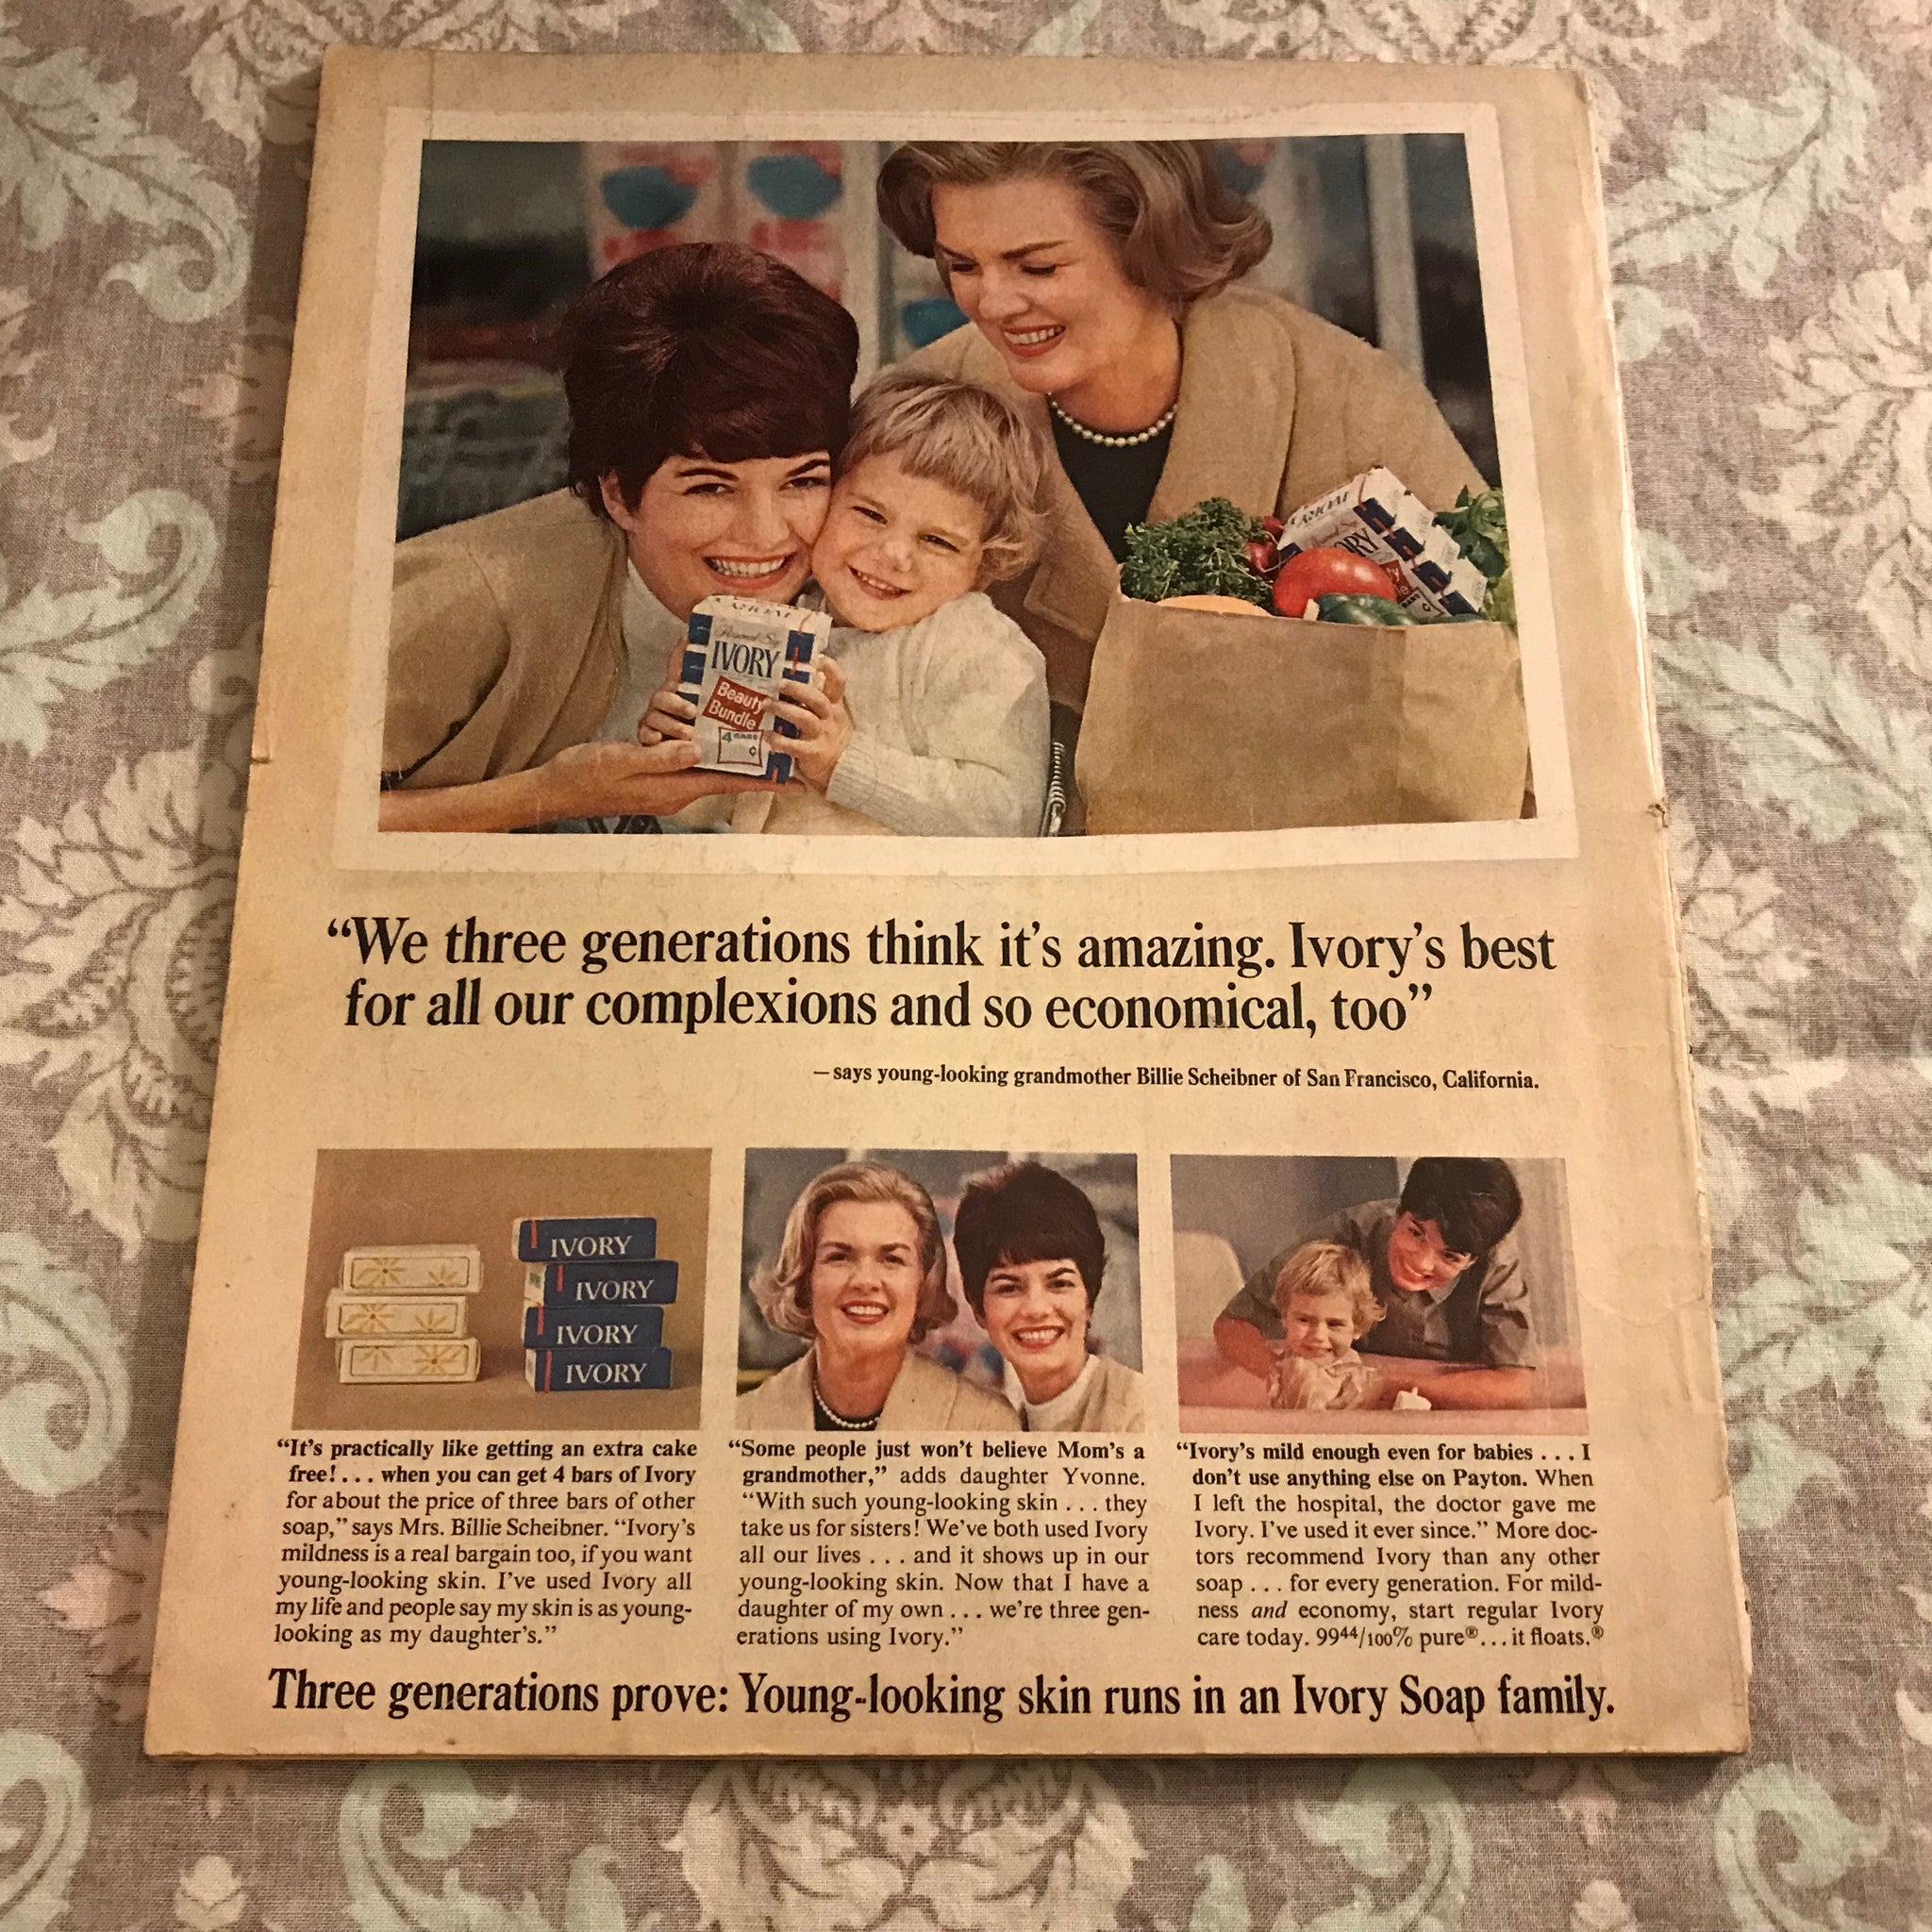 Personal Size
IVORY
Beauty
Bundle
4 BARS
¢
“We three generations think it’s amazing. Ivory’s best
for all our complexions and so economical, too”
—says young-looking grandmother Billie Scheibner of San Francisco, California.
IVORY
IVORY
IVORY
IVORY
“It’s practically like getting an extra cake
free! . . . when you can get 4 bars of Ivory
for about the price of three bars of other
soap,” says Mrs. Billie Scheibner. “Ivory’s
mildness is a real bargain too, if you want
young-looking skin. I’ve used Ivory all
my life and people say my skin is as young-
looking as my daughter’s.”
“Some people just won’t believe Mom’s a
grandmother,” adds daughter Yvonne.
“With such young-looking skin . . . they
take us for sisters! We’ve both used Ivory
all our lives . . . and it shows up in our
young-looking skin. Now that I have a
daughter of my own . . . we’re three gen-
erations using Ivory.”
“Ivory’s mild enough even for babies . . . I
don’t use anything else on Payton. When
I left the hospital, the doctor gave me
Ivory. I’ve used it ever since.” More doc-
tors recommend Ivory than any other
soap . . . for every generation. For mild-
ness and economy, start regular Ivory
care today. 99⁴⁴/100% pure® . . . it floats.®
Three generations prove: Young-looking skin runs in an Ivory Soap family.